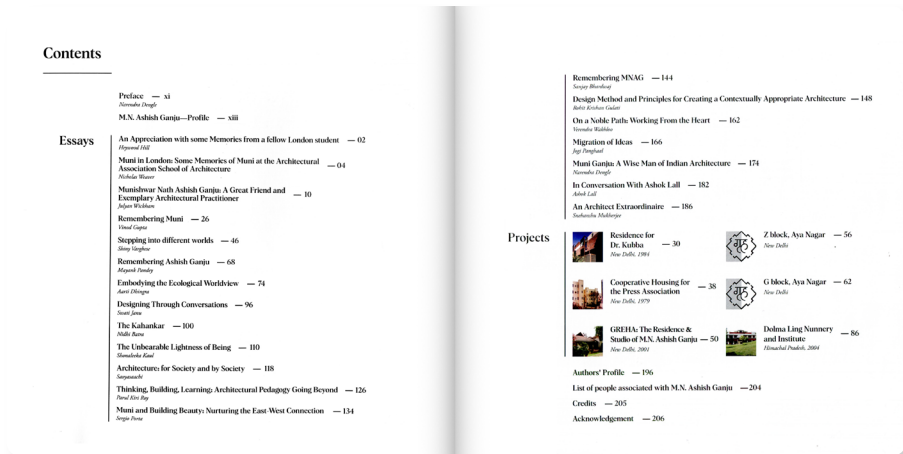 Contents
Preface — xi
Narendra Dengle
M.N. Ashish Ganju—Profile — xiii
Essays
An Appreciation with some Memories from a fellow London student — 02
Haywood Hill
Muni in London: Some Memories of Muni at the Architectural
Association School of Architecture — 04
Nicholas Weaver
Munishwar Nath Ashish Ganju: A Great Friend and
Exemplary Architectural Practitioner — 10
Julyan Wickham
Remembering Muni — 26
Vinod Gupta
Stepping into different worlds — 46
Shiny Varghese
Remembering Ashish Ganju — 68
Mayank Pandey
Embodying the Ecological Worldview — 74
Aarti Dhingra
Designing Through Conversations — 96
Swati Janu
The Kahankar — 100
Nidhi Batra
The Unbearable Lightness of Being — 110
Shonaleeka Kaul
Architecture: for Society and by Society — 118
Saryasachi
Thinking, Building, Learning: Architectural Pedagogy Going Beyond — 126
Parul Kiri Roy
Muni and Building Beauty: Nurturing the East-West Connection — 134
Sergio Porta
Remembering MNAG — 144
Sanjay Bhardwaj
Design Method and Principles for Creating a Contextually Appropriate Architecture — 148
Rohit Krishan Gulati
On a Noble Path: Working From the Heart — 162
Virendra Wakhloo
Migration of Ideas — 166
Jogi Panghaal
Muni Ganju: A Wise Man of Indian Architecture — 174
Narendra Dengle
In Conversation With Ashok Lall — 182
Ashok Lall
An Architect Extraordinaire — 186
Snehanshu Mukherjee
Projects
Residence for
Dr. Kubba — 30
New Delhi, 1984
गृह
Z block, Aya Nagar — 56
New Delhi
Cooperative Housing for
the Press Association — 38
New Delhi, 1979
गृह
G block, Aya Nagar — 62
New Delhi
GREHA: The Residence &
Studio of M.N. Ashish Ganju — 50
New Delhi, 2001
Dolma Ling Nunnery
and Institute — 86
Himachal Pradesh, 2004
Authors' Profile — 196
List of people associated with M.N. Ashish Ganju — 204
Credits — 205
Acknowledgement — 206